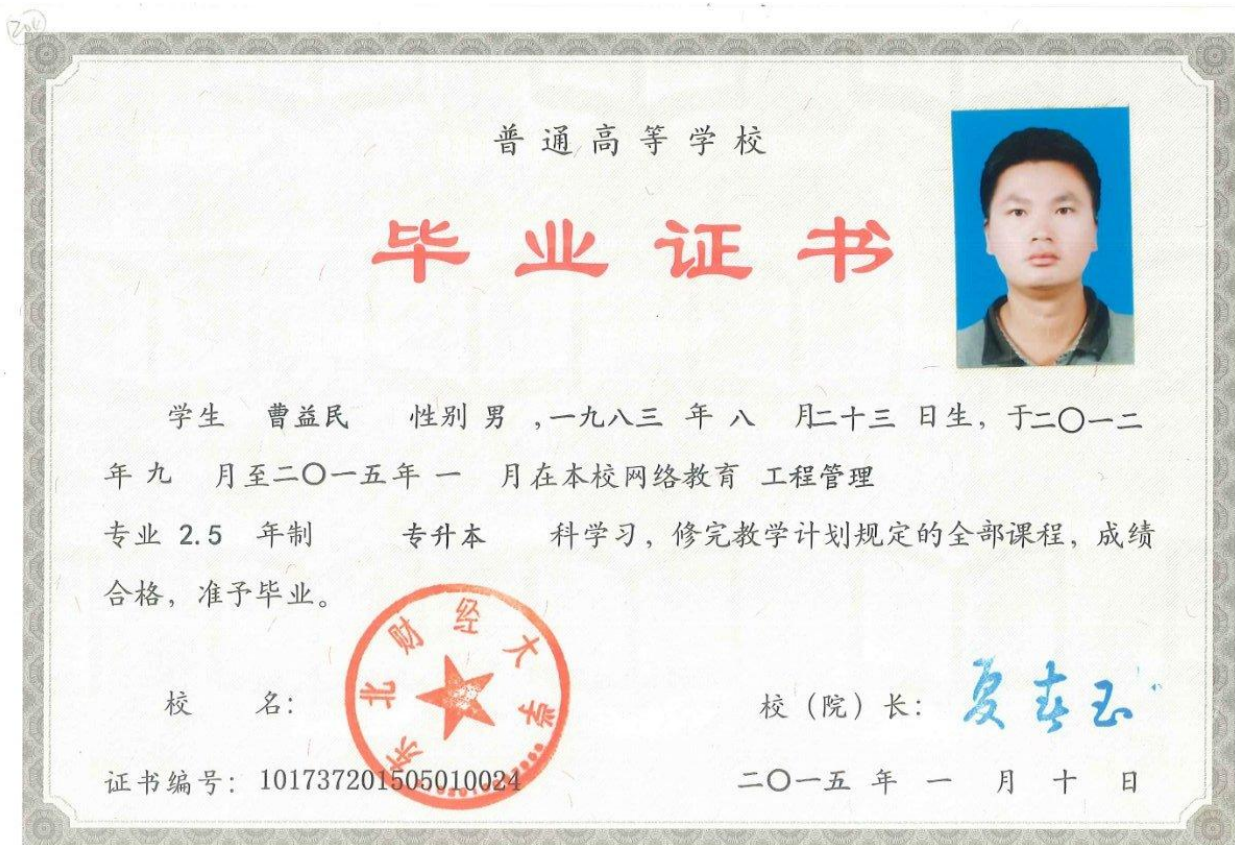 普通高等学校
毕业证书
学生 曹益民 性别 男 ,一九八三 年 八 月二十三 日生, 于二〇一二
年 九 月至二〇一五年 一 月在本校网络教育 工程管理
专业 2.5 年制 专升本 科学习, 修完教学计划规定的全部课程, 成绩
合格, 准予毕业。
东北财经大学
校 名:
校 (院) 长: 夏春玉
证书编号: 101737201505010024
二〇一五 年 一 月 十 日